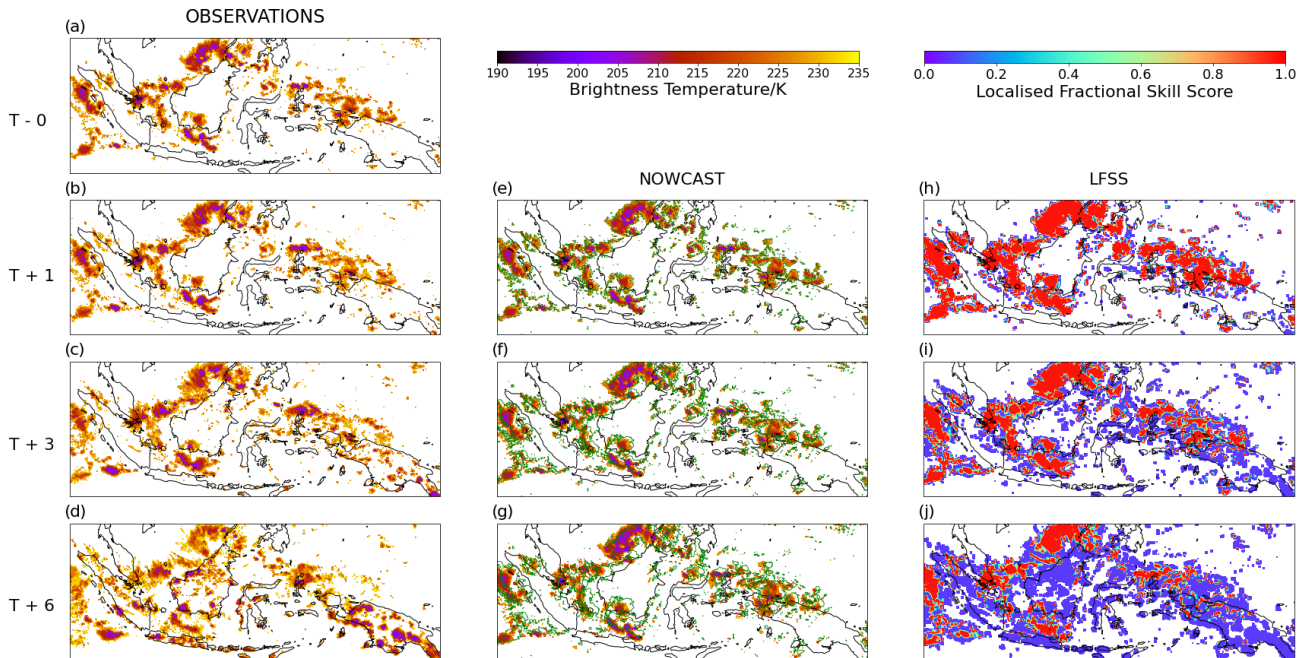 OBSERVATIONS
(a)
190 195 200 205 210 215 220 225 230 235
Brightness Temperature/K
0.0 0.2 0.4 0.6 0.8 1.0
Localised Fractional Skill Score
T - 0
NOWCAST
LFSS
(b)
(e)
(h)
T + 1
(c)
(f)
(i)
T + 3
(d)
(g)
(j)
T + 6